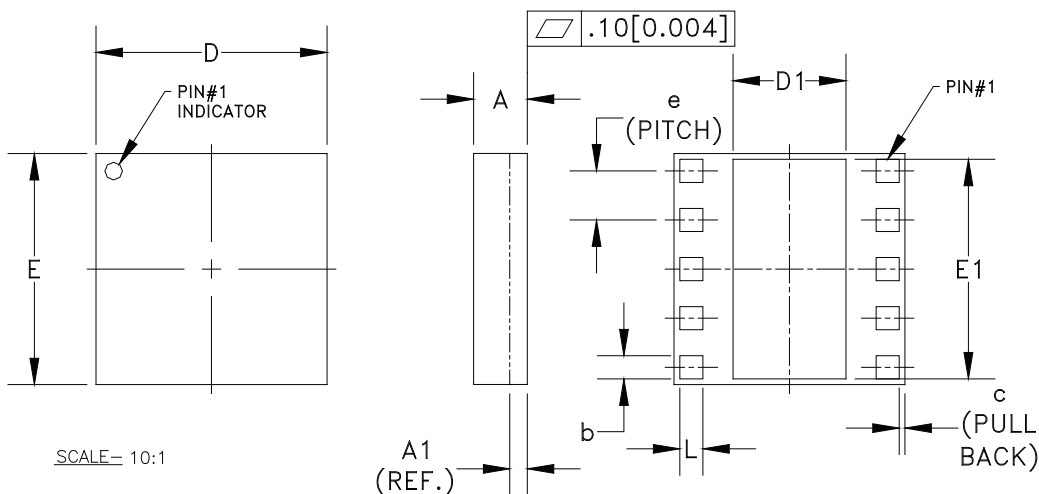 .10[0.004]
D
A
e
(PITCH)
D1
PIN#1
INDICATOR
PIN#1
E
E1
b
L
c
(PULL
BACK)
A1
(REF.)
SCALE- 10:1